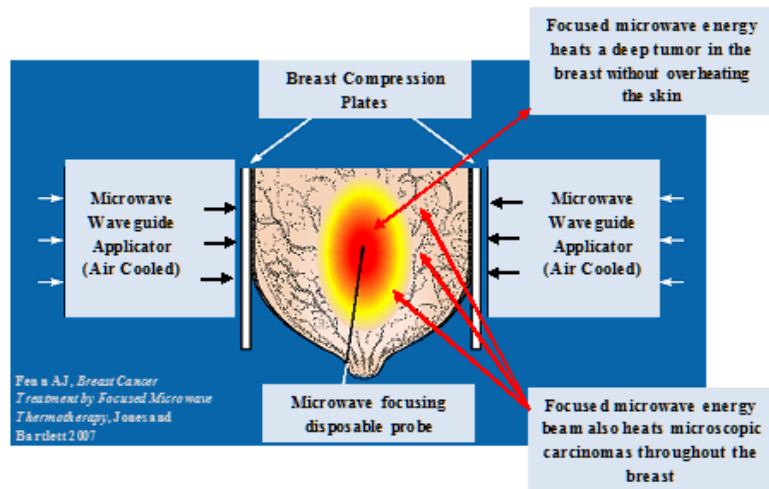 Focused microwave energy
heats a deep tumor in the
breast without overheating
the skin
Breast Compression
Plates
Microwave
Waveguide
Applicator
(Air Cooled)
Microwave
Waveguide
Applicator
(Air Cooled)
Fenn AJ, Breast Cancer
Treatment by Focused Microwave
Thermotherapy, Jones and
Bartlett 2007
Microwave focusing
disposable probe
Focused microwave energy
beam also heats microscopic
carcinomas throughout the
breast